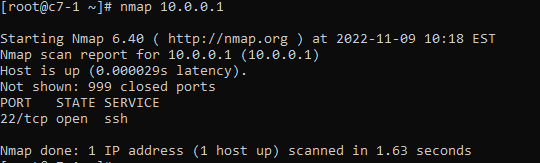 [root@c7-1 ~]# nmap 10.0.0.1
Starting Nmap 6.40 ( http://nmap.org ) at 2022-11-09 10:18 EST
Nmap scan report for 10.0.0.1 (10.0.0.1)
Host is up (0.000029s latency).
Not shown: 999 closed ports
PORT   STATE SERVICE
22/tcp open  ssh
Nmap done: 1 IP address (1 host up) scanned in 1.63 seconds